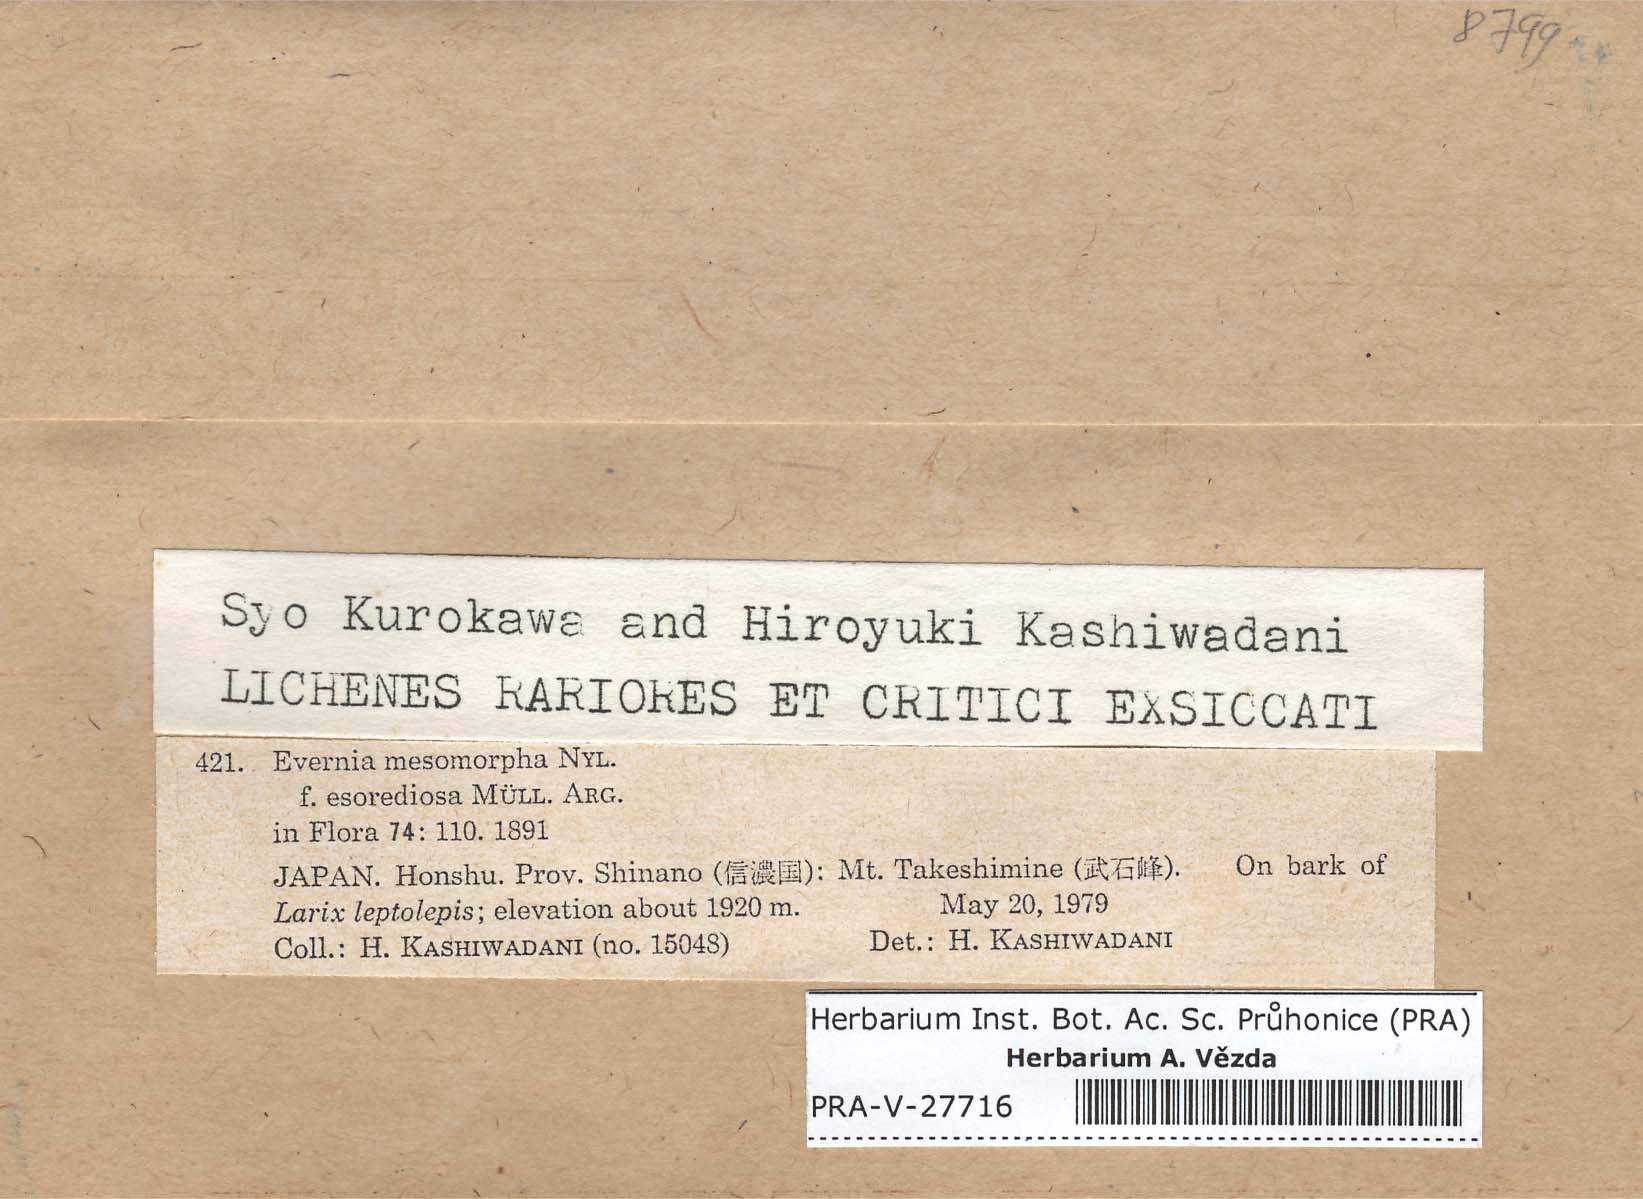 8799
Syo Kurokawa and Hiroyuki Kashiwadani
LICHENES RARIORES ET CRITICI EXSICCATI
421. Evernia mesomorpha NYL.
f. esorediosa MÜLL. ARG.
in Flora 74: 110. 1891
JAPAN. Honshu. Prov. Shinano (信濃国): Mt. Takeshimine (武石峰). On bark of
Larix leptolepis; elevation about 1920 m. May 20, 1979
Coll.: H. KASHIWADANI (no. 15048) Det.: H. KASHIWADANI
Herbarium Inst. Bot. Ac. Sc. Průhonice (PRA)
Herbarium A. Vězda
PRA-V-27716